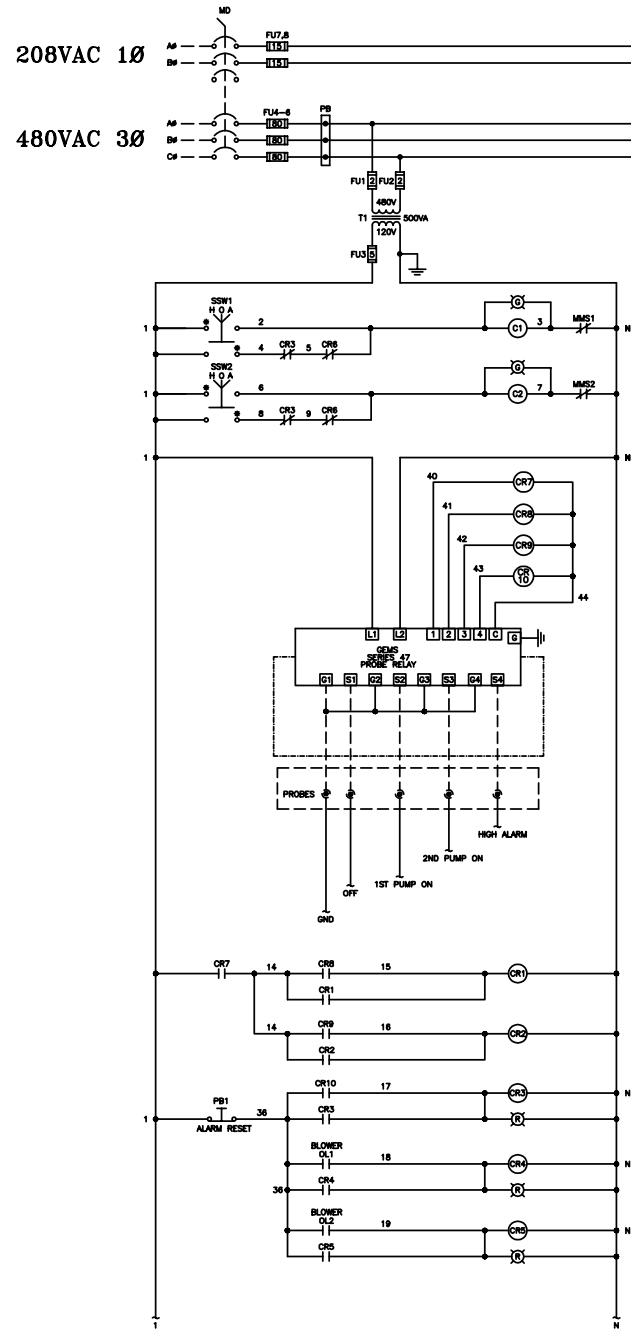 MD
208VAC 1Ø
AØ
FU7,8
15
BØ
15
480VAC 3Ø
AØ
FU4-6
80
PB
BØ
80
CØ
80
FU1 2 FU2 2
480V
T1 500VA
120V
FU3 5
SSW1
H O A
G
1 * 2 C1 3 MMS1 N
* 4 CR3 5 CR6
SSW2
H O A
G
1 * 6 C2 7 MMS2
* 8 CR3 9 CR6
1 N
40 CR7
41 CR8
42 CR9
43 CR 10
44
L1 L2 1 2 3 4 C
GEMS
SERIES 47
PROBE RELAY
G
G1 S1 G2 S2 G3 S3 G4 S4
PROBES
HIGH ALARM
2ND PUMP ON
1ST PUMP ON
OFF
GND
CR7 14 CR8 15 CR1
CR1
14 CR9 16 CR2
CR2
CR10 17 CR3 N
1 PB1 36 CR3 R
ALARM RESET
BLOWER
OL1 18 CR4 N
36 CR4 R
BLOWER
OL2 19 CR5 N
CR5 R
1 N